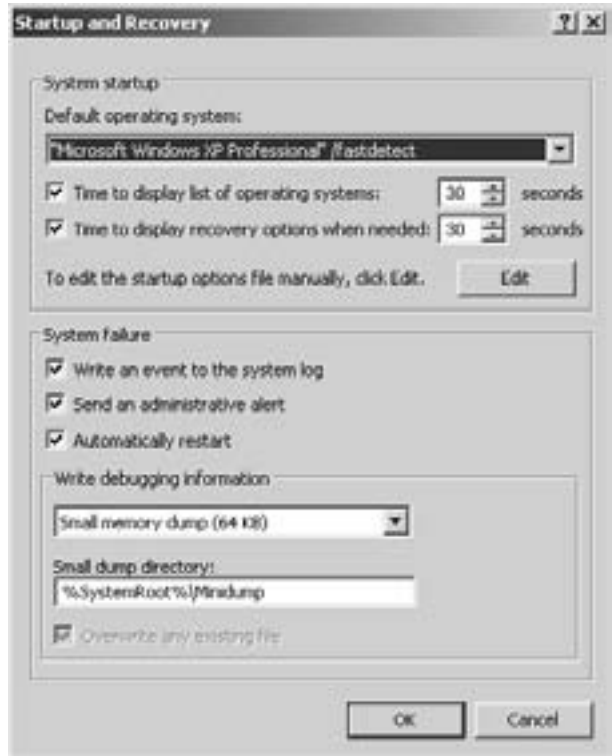 Startup and Recovery
System startup
Default operating system:
"Microsoft Windows XP Professional" /fastdetect
Time to display list of operating systems: 30 seconds
Time to display recovery options when needed: 30 seconds
To edit the startup options file manually, click Edit. Edit
System failure
Write an event to the system log
Send an administrative alert
Automatically restart
Write debugging information
Small memory dump (64 KB)
Small dump directory:
%SystemRoot%\Minidump
Overwrite any existing file
OK Cancel